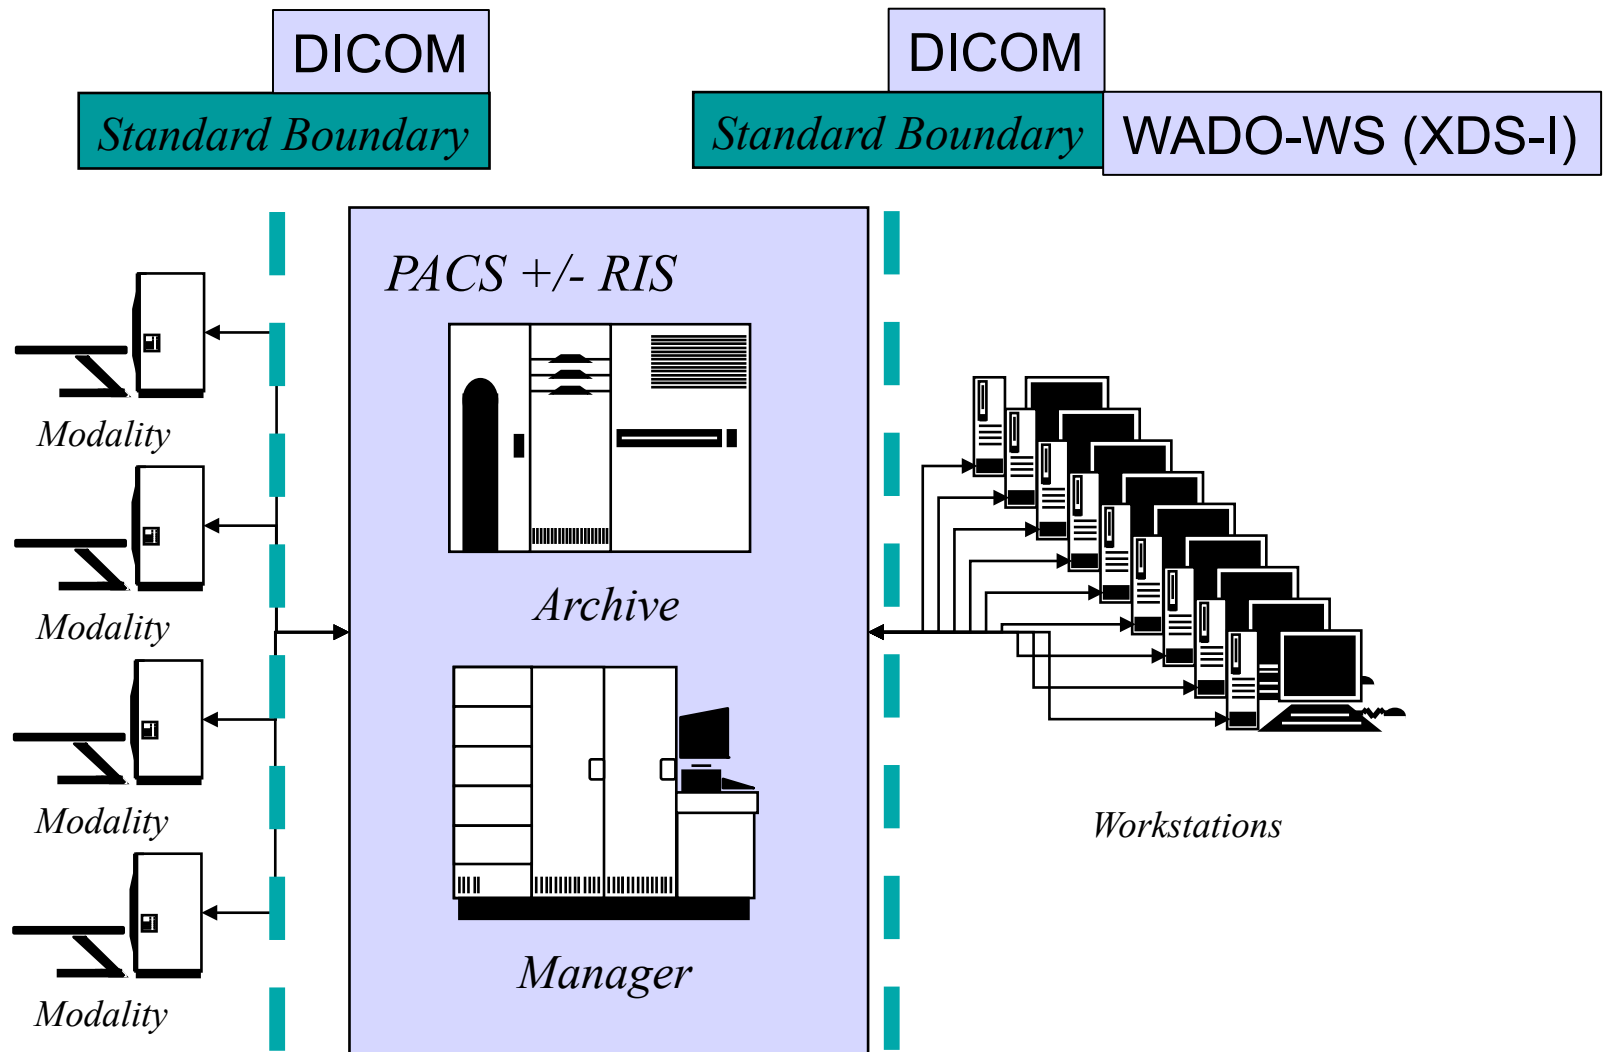 DICOM
Standard Boundary
DICOM
Standard Boundary
WADO-WS (XDS-I)
PACS +/- RIS
Archive
Manager
Modality
Modality
Modality
Modality
Workstations